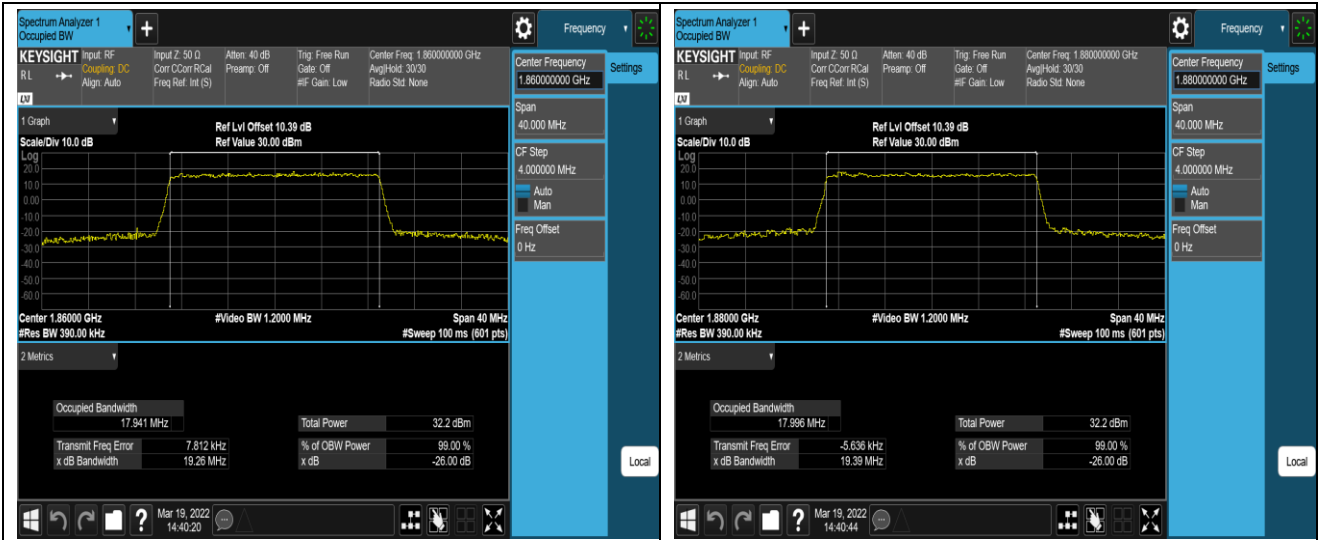 Spectrum Analyzer 1
Occupied BW
Frequency
KEYSIGHT
Input: RF
Coupling: DC
Align: Auto
Input Z: 50 Ω
Corr CCorr RCal
Freq Ref: Int (S)
Atten: 40 dB
Preamp: Off
Trig: Free Run
Gate: Off
#IF Gain: Low
Center Freq: 1.860000000 GHz
Avg|Hold: 30/30
Radio Std: None
RL
LXI
Center Frequency
1.860000000 GHz
Settings
Span
40.000 MHz
CF Step
4.000000 MHz
Auto
Man
Freq Offset
0 Hz
Local
1 Graph
Ref Lvl Offset 10.39 dB
Scale/Div 10.0 dB
Ref Value 30.00 dBm
Log
20.0
10.0
0.00
-10.0
-20.0
-30.0
-40.0
-50.0
-60.0
Center 1.86000 GHz
#Video BW 1.2000 MHz
Span 40 MHz
#Res BW 390.00 kHz
#Sweep 100 ms (601 pts)
2 Metrics
Occupied Bandwidth
17.941 MHz
Total Power 32.2 dBm
Transmit Freq Error 7.812 kHz
% of OBW Power 99.00 %
x dB Bandwidth 19.26 MHz
x dB -26.00 dB
?
Mar 19, 2022
14:40:20
Spectrum Analyzer 1
Occupied BW
Frequency
KEYSIGHT
Input: RF
Coupling: DC
Align: Auto
Input Z: 50 Ω
Corr CCorr RCal
Freq Ref: Int (S)
Atten: 40 dB
Preamp: Off
Trig: Free Run
Gate: Off
#IF Gain: Low
Center Freq: 1.880000000 GHz
Avg|Hold: 30/30
Radio Std: None
RL
LXI
Center Frequency
1.880000000 GHz
Settings
Span
40.000 MHz
CF Step
4.000000 MHz
Auto
Man
Freq Offset
0 Hz
Local
1 Graph
Ref Lvl Offset 10.39 dB
Scale/Div 10.0 dB
Ref Value 30.00 dBm
Log
20.0
10.0
0.00
-10.0
-20.0
-30.0
-40.0
-50.0
-60.0
Center 1.88000 GHz
#Video BW 1.2000 MHz
Span 40 MHz
#Res BW 390.00 kHz
#Sweep 100 ms (601 pts)
2 Metrics
Occupied Bandwidth
17.996 MHz
Total Power 32.2 dBm
Transmit Freq Error -5.636 kHz
% of OBW Power 99.00 %
x dB Bandwidth 19.39 MHz
x dB -26.00 dB
?
Mar 19, 2022
14:40:44